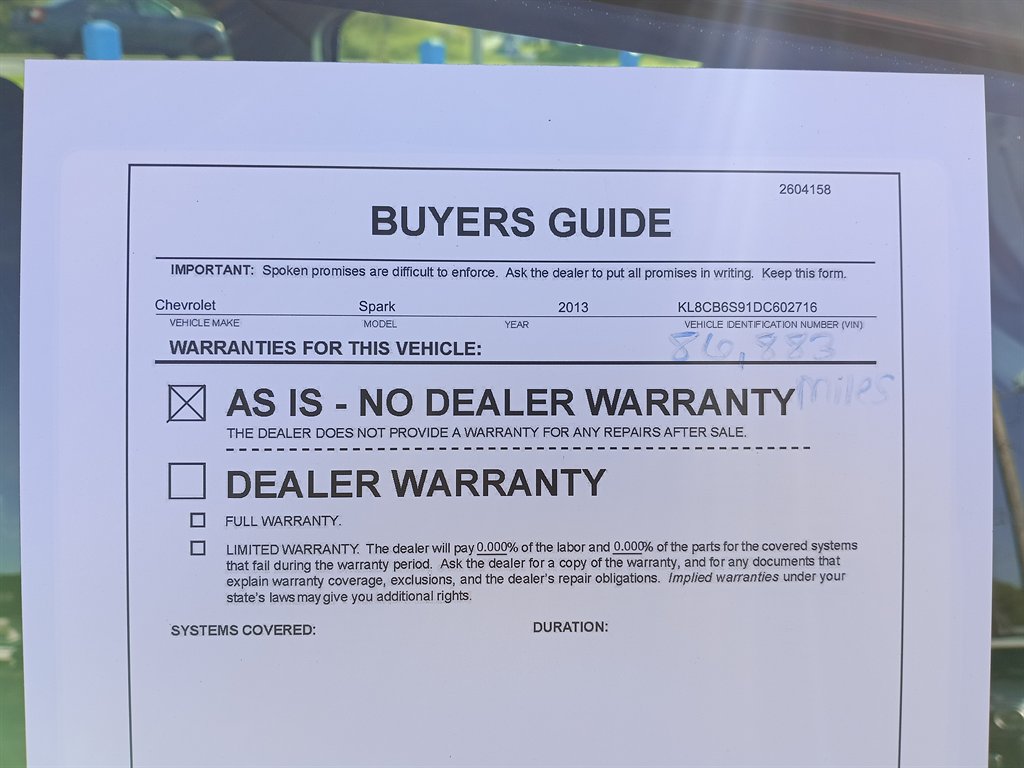 2604158
BUYERS GUIDE
IMPORTANT: Spoken promises are difficult to enforce. Ask the dealer to put all promises in writing. Keep this form.
Chevrolet Spark 2013 KL8CB6S91DC602716
VEHICLE MAKE MODEL YEAR VEHICLE IDENTIFICATION NUMBER (VIN)
WARRANTIES FOR THIS VEHICLE: 86,883
miles
AS IS - NO DEALER WARRANTY
THE DEALER DOES NOT PROVIDE A WARRANTY FOR ANY REPAIRS AFTER SALE.
DEALER WARRANTY
FULL WARRANTY.
LIMITED WARRANTY. The dealer will pay 0.000% of the labor and 0.000% of the parts for the covered systems
that fail during the warranty period. Ask the dealer for a copy of the warranty, and for any documents that
explain warranty coverage, exclusions, and the dealer's repair obligations. Implied warranties under your
state's laws may give you additional rights.
SYSTEMS COVERED: DURATION: